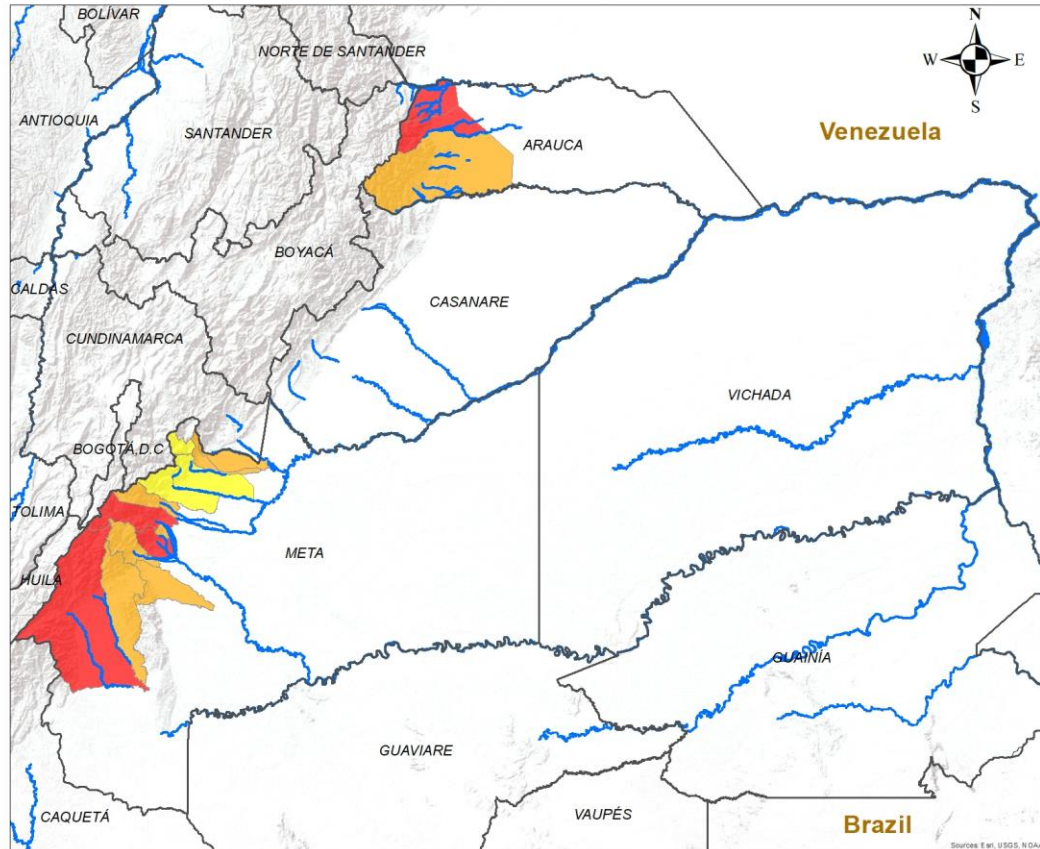 BOLÍVAR
NORTE DE SANTANDER
N
W
E
S
ANTIOQUIA
SANTANDER
ARAUCA
Venezuela
BOYACÁ
CALDAS
CASANARE
CUNDINAMARCA
VICHADA
BOGOTÁ,D.C
TOLIMA
META
HUILA
GUAINÍA
GUAVIARE
CAQUETÁ
VAUPÉS
Brazil
Sources: Esri, USGS, NOAA